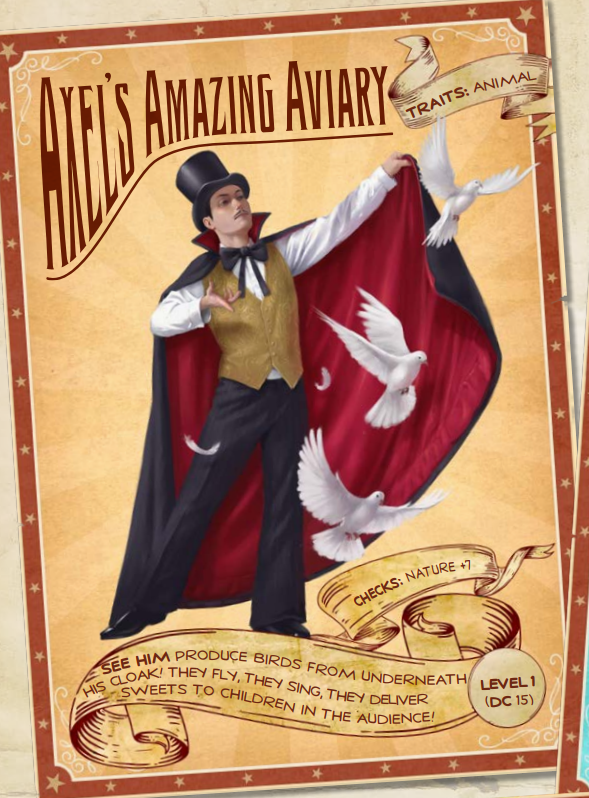 AXEL'S AMAZING AVIARY
TRAITS: ANIMAL
CHECKS: NATURE +7
SEE HIM PRODUCE BIRDS FROM UNDERNEATH
HIS CLOAK! THEY FLY, THEY SING, THEY DELIVER
SWEETS TO CHILDREN IN THE AUDIENCE!
LEVEL 1
(DC 15)